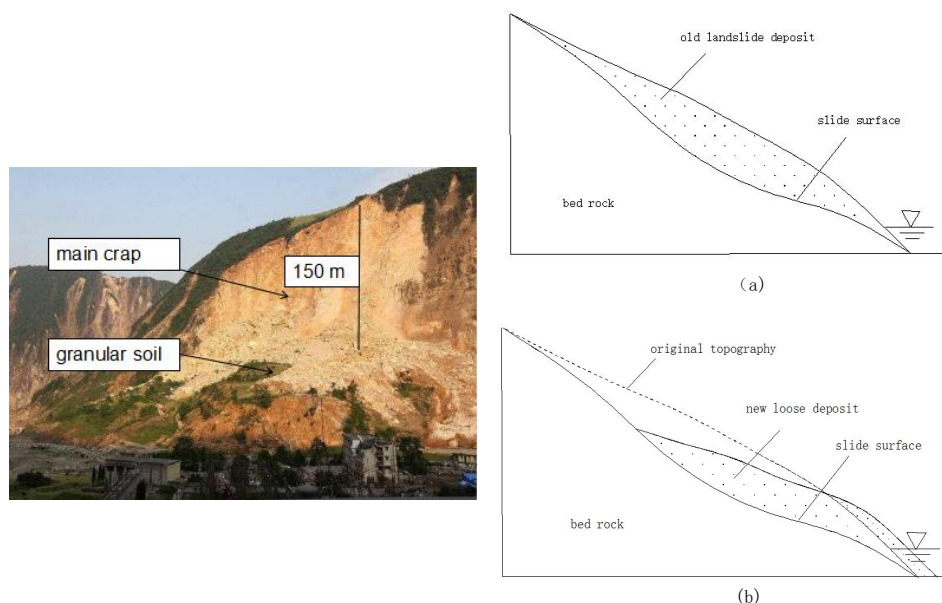 main crap
150 m
granular soil
old landslide deposit
slide surface
bed rock
(a)
original topography
new loose deposit
slide surface
bed rock
(b)